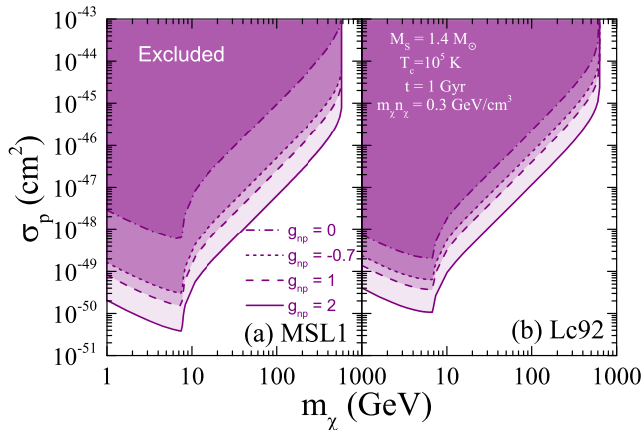 10^-43
10^-44
10^-45
10^-46
10^-47
10^-48
10^-49
10^-50
10^-51
σ_p (cm^2)
Excluded
g_np = 0
g_np = -0.7
g_np = 1
g_np = 2
(a) MSL1
M_S = 1.4 M_⊙
T_c=10^5 K
t = 1 Gyr
m_χn_χ = 0.3 GeV/cm^3
(b) Lc92
1 10 100 1000 10 100 1000
m_χ (GeV)